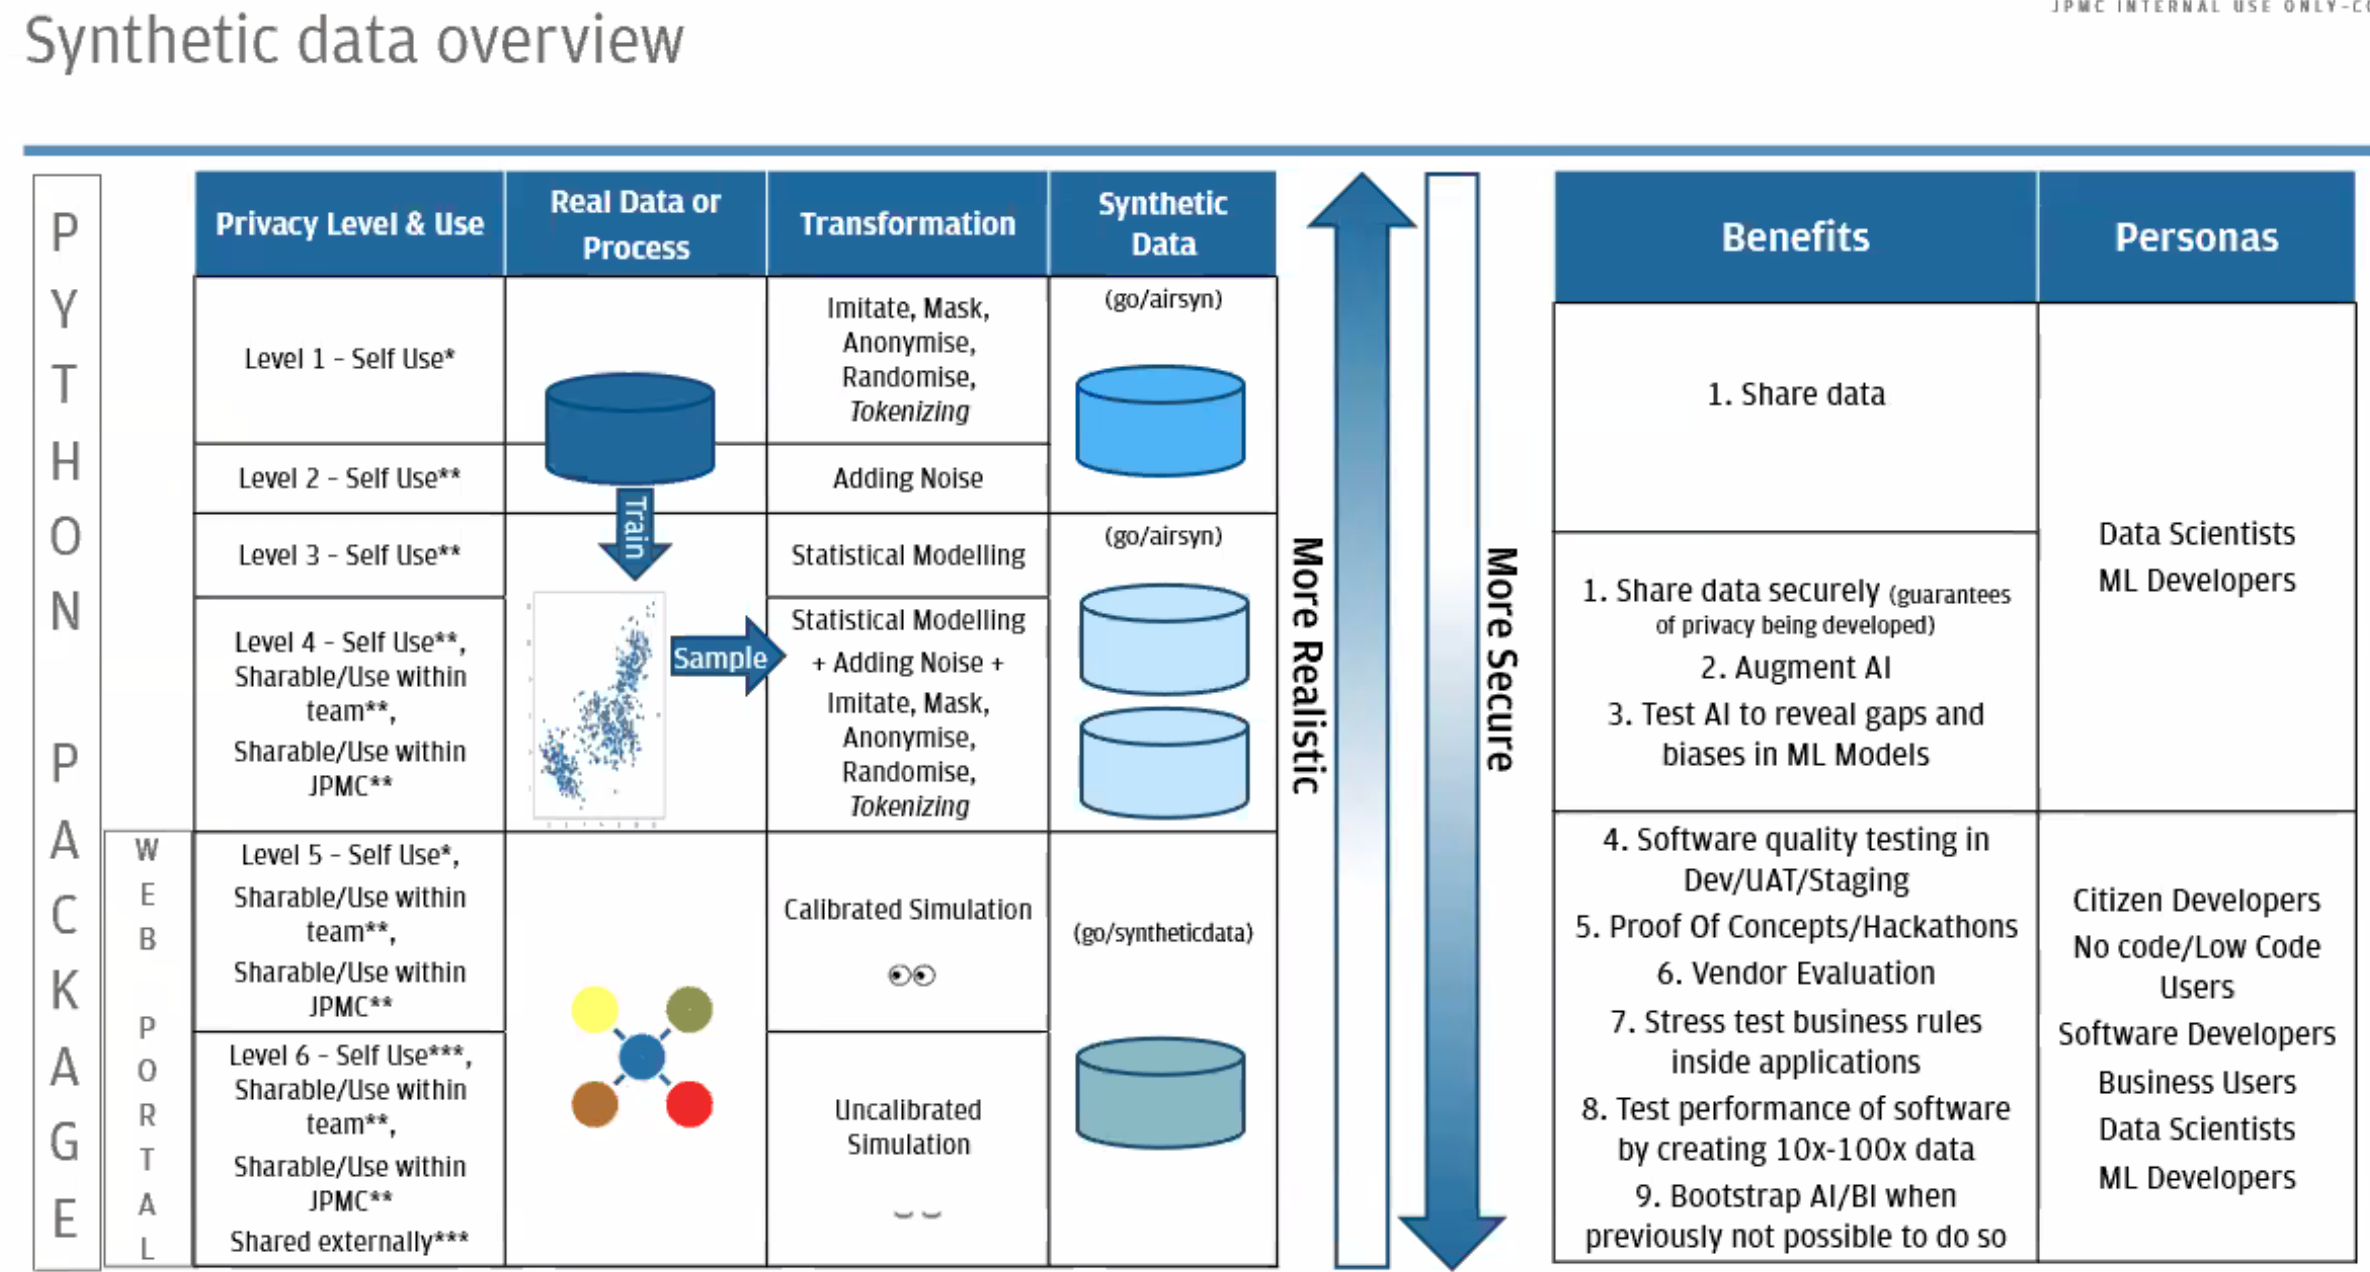 JPMC INTERNAL USE ONLY-CO
Synthetic data overview
PYTHON PACKAGE
WEB PORTAL
Privacy Level & Use
Real Data or
Process
Transformation
Synthetic
Data
Level 1 - Self Use*
Imitate, Mask,
Anonymise,
Randomise,
Tokenizing
(go/airsyn)
Level 2 - Self Use**
Adding Noise
Train
Level 3 - Self Use**
Statistical Modelling
(go/airsyn)
Level 4 - Self Use**,
Sharable/Use within
team**,
Sharable/Use within
JPMC**
Sample
Statistical Modelling
+ Adding Noise +
Imitate, Mask,
Anonymise,
Randomise,
Tokenizing
Level 5 - Self Use*,
Sharable/Use within
team**,
Sharable/Use within
JPMC**
Calibrated Simulation
(go/syntheticdata)
Level 6 - Self Use***,
Sharable/Use within
team**,
Sharable/Use within
JPMC**
Shared externally***
Uncalibrated
Simulation
More Realistic
More Secure
Benefits
Personas
1. Share data
1. Share data securely (guarantees
of privacy being developed)
2. Augment AI
3. Test AI to reveal gaps and
biases in ML Models
Data Scientists
ML Developers
4. Software quality testing in
Dev/UAT/Staging
5. Proof Of Concepts/Hackathons
6. Vendor Evaluation
7. Stress test business rules
inside applications
8. Test performance of software
by creating 10x-100x data
9. Bootstrap AI/BI when
previously not possible to do so
Citizen Developers
No code/Low Code
Users
Software Developers
Business Users
Data Scientists
ML Developers